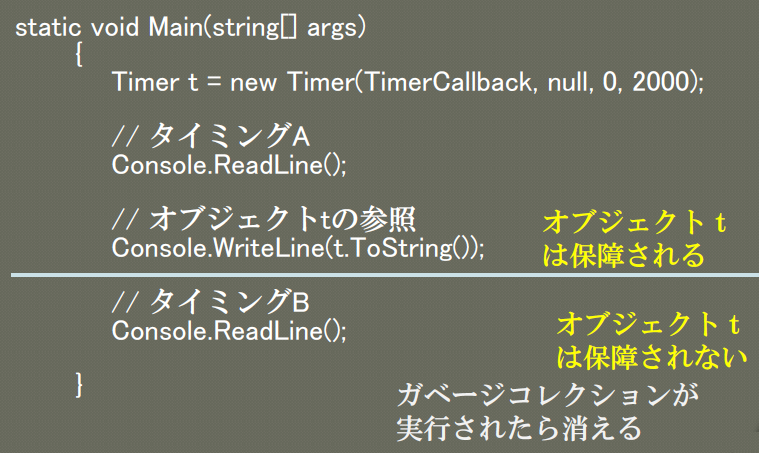 static void Main(string[] args)
{
Timer t = new Timer(TimerCallback, null, 0, 2000);
// タイミングA
Console.ReadLine();
// オブジェクトtの参照
Console.WriteLine(t.ToString());
オブジェクト t
は保障される
// タイミングB
Console.ReadLine();
オブジェクト t
は保障されない
}
ガベージコレクションが
実行されたら消える